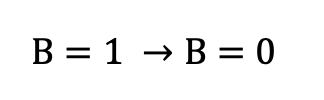 B = 1 → B = 0